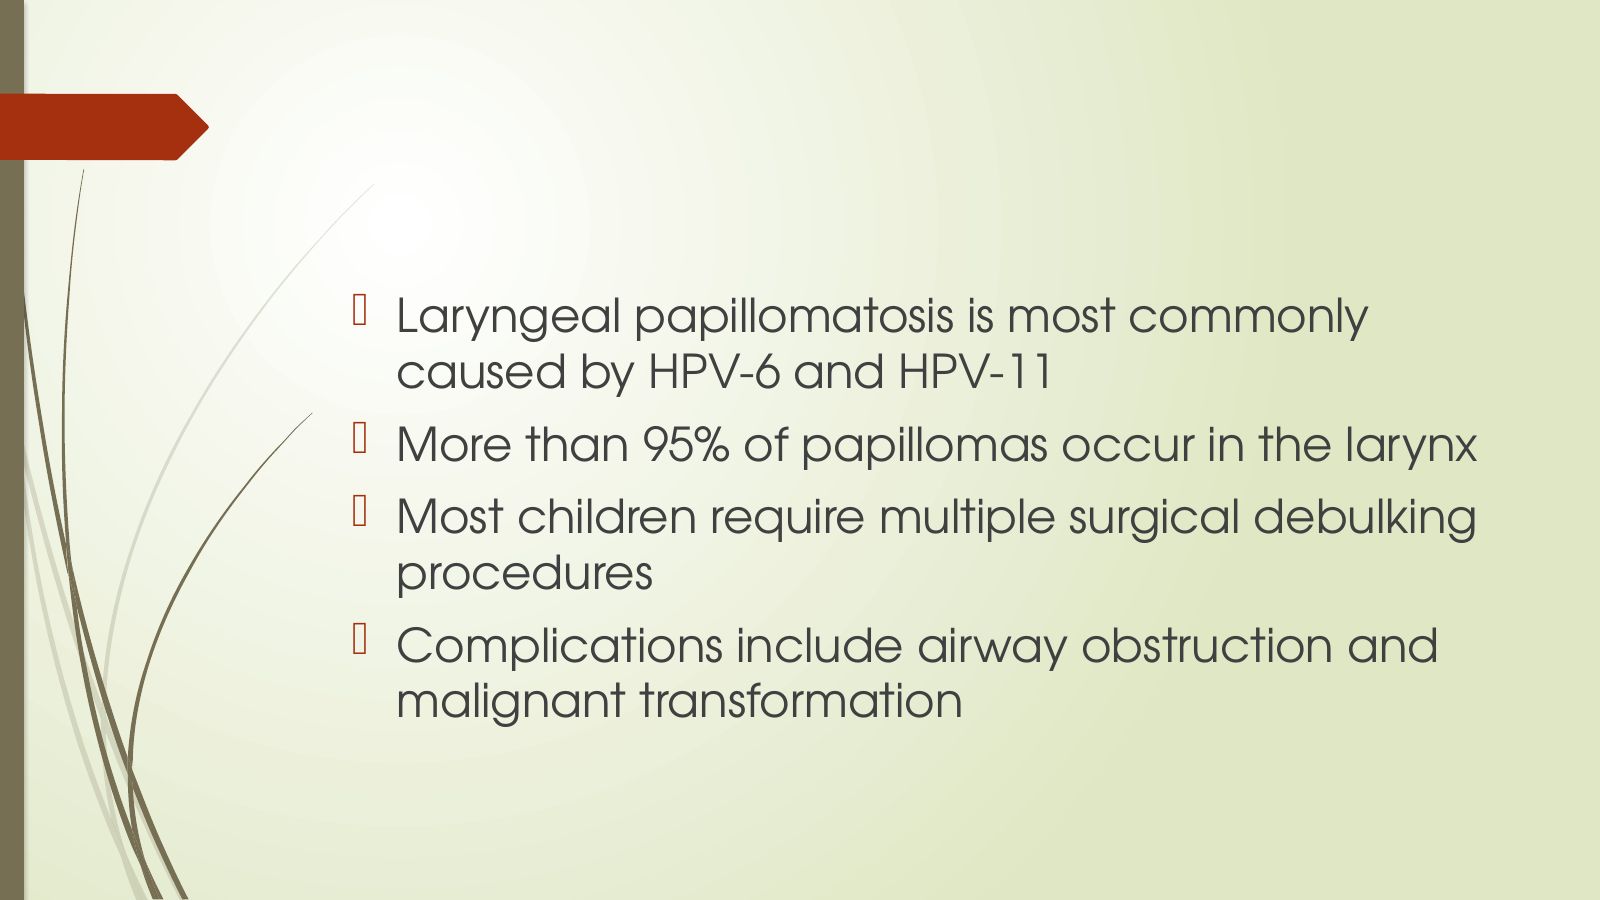 Laryngeal papillomatosis is most commonly
caused by HPV-6 and HPV-11
More than 95% of papillomas occur in the larynx
Most children require multiple surgical debulking
procedures
Complications include airway obstruction and
malignant transformation